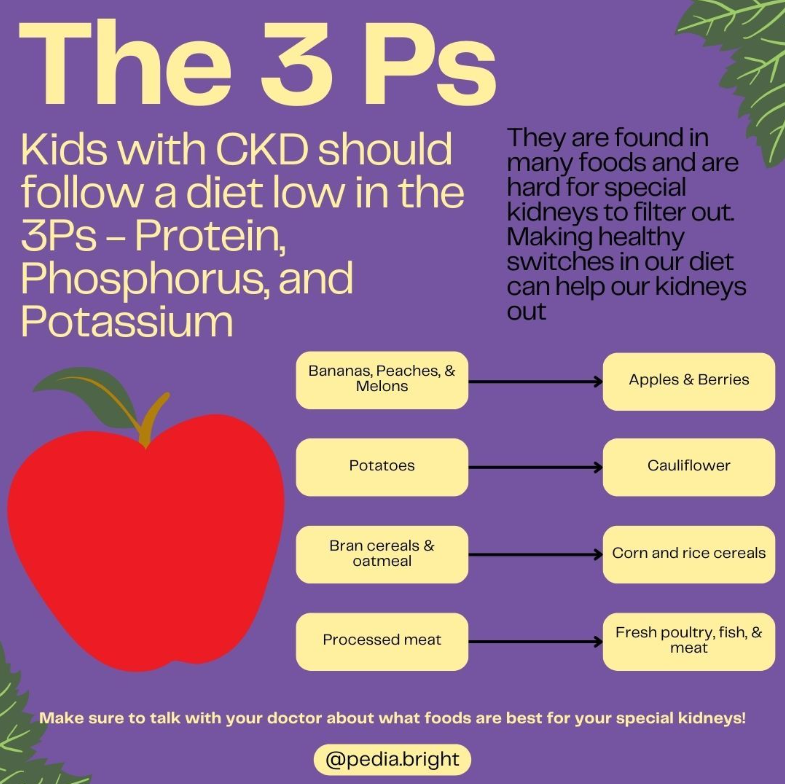 The 3 Ps
Kids with CKD should
follow a diet low in the
3Ps – Protein,
Phosphorus, and
Potassium
They are found in
many foods and are
hard for special
kidneys to filter out.
Making healthy
switches in our diet
can help our kidneys
out
Bananas, Peaches, &
Melons
Apples & Berries
Potatoes
Cauliflower
Bran cereals &
oatmeal
Corn and rice cereals
Processed meat
Fresh poultry, fish, &
meat
Make sure to talk with your doctor about what foods are best for your special kidneys!
@pedia.bright